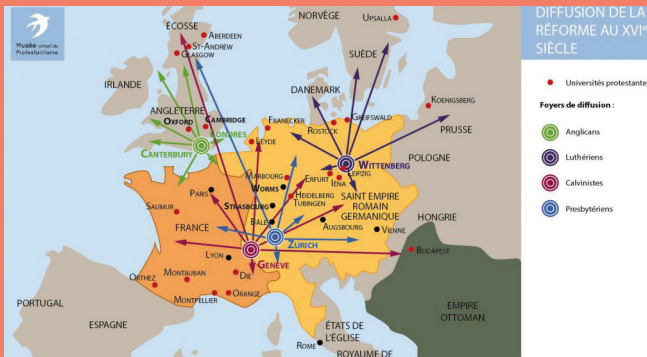 Musée virtuel du
Protestantisme
DIFFUSION DE LA
RÉFORME AU XVIe
SIÈCLE
Universités protestante
Foyers de diffusion :
Anglicans
Luthériens
Calvinistes
Presbytériens
NORVÈGE
UPSALLA
ÉCOSSE
ABERDEEN
ST-ANDREW
GLASGOW
SUÈDE
IRLANDE
DANEMARK
KOENIGSBERG
ANGLETERRE
OXFORD
CAMBRIDGE
FRANECKER
GREIFSWALD
ROSTOCK
PRUSSE
LONDRES
LEYDE
CANTERBURY
WITTENBERG
POLOGNE
MARBOURG
ERFURT
LEIPZIG
IENA
PARIS
WORMS
HEIDELBERG
TUBINGEN
SAINT EMPIRE
ROMAIN
GERMANIQUE
STRASBOURG
SAUMUR
BÂLE
AUGSBOURG
VIENNE
HONGRIE
FRANCE
ZURICH
BUDAPEST
LYON
GENÈVE
ORTHEZ
MONTAUBAN
DIE
MONTPELLIER
ORANGE
PORTUGAL
ESPAGNE
EMPIRE
OTTOMAN
ÉTATS DE
L'ÉGLISE
ROME
ROYAUME DE